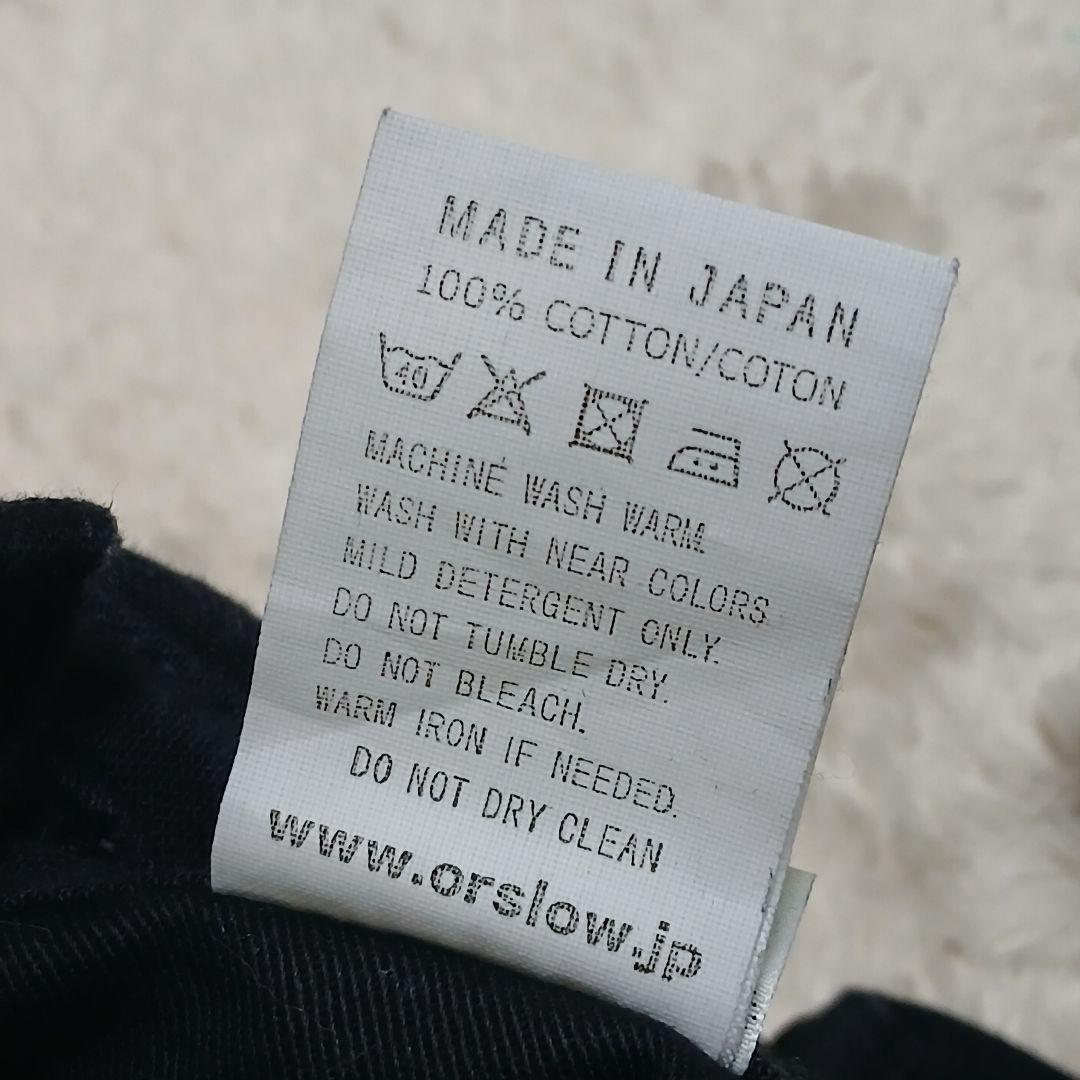 MADE IN JAPAN
100% COTTON/COTON
40
MACHINE WASH WARM.
WASH WITH NEAR COLORS
MILD DETERGENT ONLY.
DO NOT TUMBLE DRY.
DO NOT BLEACH.
WARM IRON IF NEEDED.
DO NOT DRY CLEAN
www.orslow.jp